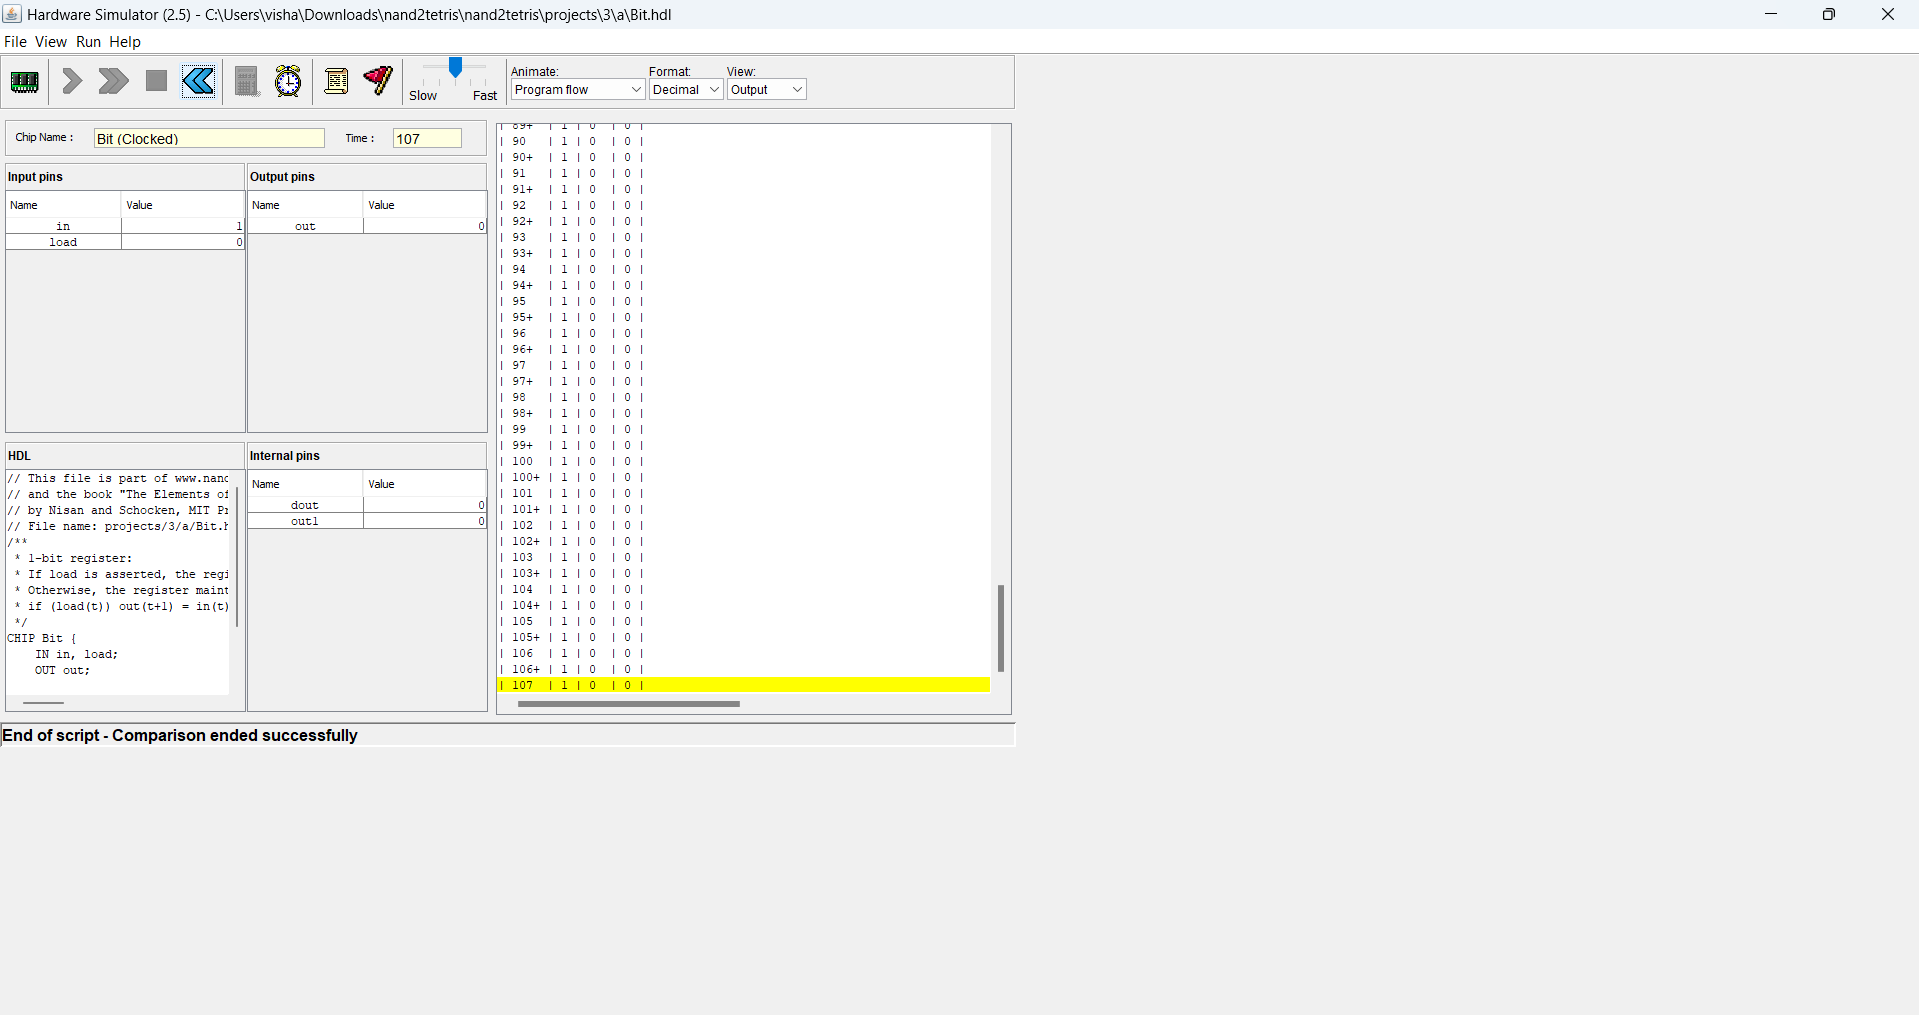 Hardware Simulator (2.5) - C:\Users\visha\Downloads\nand2tetris\nand2tetris\projects\3\a\Bit.hdl
File View Run Help
Slow Fast
Animate: Format: View:
Program flow Decimal Output
Chip Name : Bit (Clocked) Time : 107
Input pins
Name Value
in 1
load 0
Output pins
Name Value
out 0
HDL
// This file is part of www.nand
// and the book "The Elements of
// by Nisan and Schocken, MIT Pr
// File name: projects/3/a/Bit.h
/**
* 1-bit register:
* If load is asserted, the regi
* Otherwise, the register maint
* if (load(t)) out(t+1) = in(t)
*/
CHIP Bit {
IN in, load;
OUT out;
Internal pins
Name Value
dout 0
out1 0
| 89+ | 1 | 0 | 0 |
| 90 | 1 | 0 | 0 |
| 90+ | 1 | 0 | 0 |
| 91 | 1 | 0 | 0 |
| 91+ | 1 | 0 | 0 |
| 92 | 1 | 0 | 0 |
| 92+ | 1 | 0 | 0 |
| 93 | 1 | 0 | 0 |
| 93+ | 1 | 0 | 0 |
| 94 | 1 | 0 | 0 |
| 94+ | 1 | 0 | 0 |
| 95 | 1 | 0 | 0 |
| 95+ | 1 | 0 | 0 |
| 96 | 1 | 0 | 0 |
| 96+ | 1 | 0 | 0 |
| 97 | 1 | 0 | 0 |
| 97+ | 1 | 0 | 0 |
| 98 | 1 | 0 | 0 |
| 98+ | 1 | 0 | 0 |
| 99 | 1 | 0 | 0 |
| 99+ | 1 | 0 | 0 |
| 100 | 1 | 0 | 0 |
| 100+ | 1 | 0 | 0 |
| 101 | 1 | 0 | 0 |
| 101+ | 1 | 0 | 0 |
| 102 | 1 | 0 | 0 |
| 102+ | 1 | 0 | 0 |
| 103 | 1 | 0 | 0 |
| 103+ | 1 | 0 | 0 |
| 104 | 1 | 0 | 0 |
| 104+ | 1 | 0 | 0 |
| 105 | 1 | 0 | 0 |
| 105+ | 1 | 0 | 0 |
| 106 | 1 | 0 | 0 |
| 106+ | 1 | 0 | 0 |
| 107 | 1 | 0 | 0 |
End of script - Comparison ended successfully